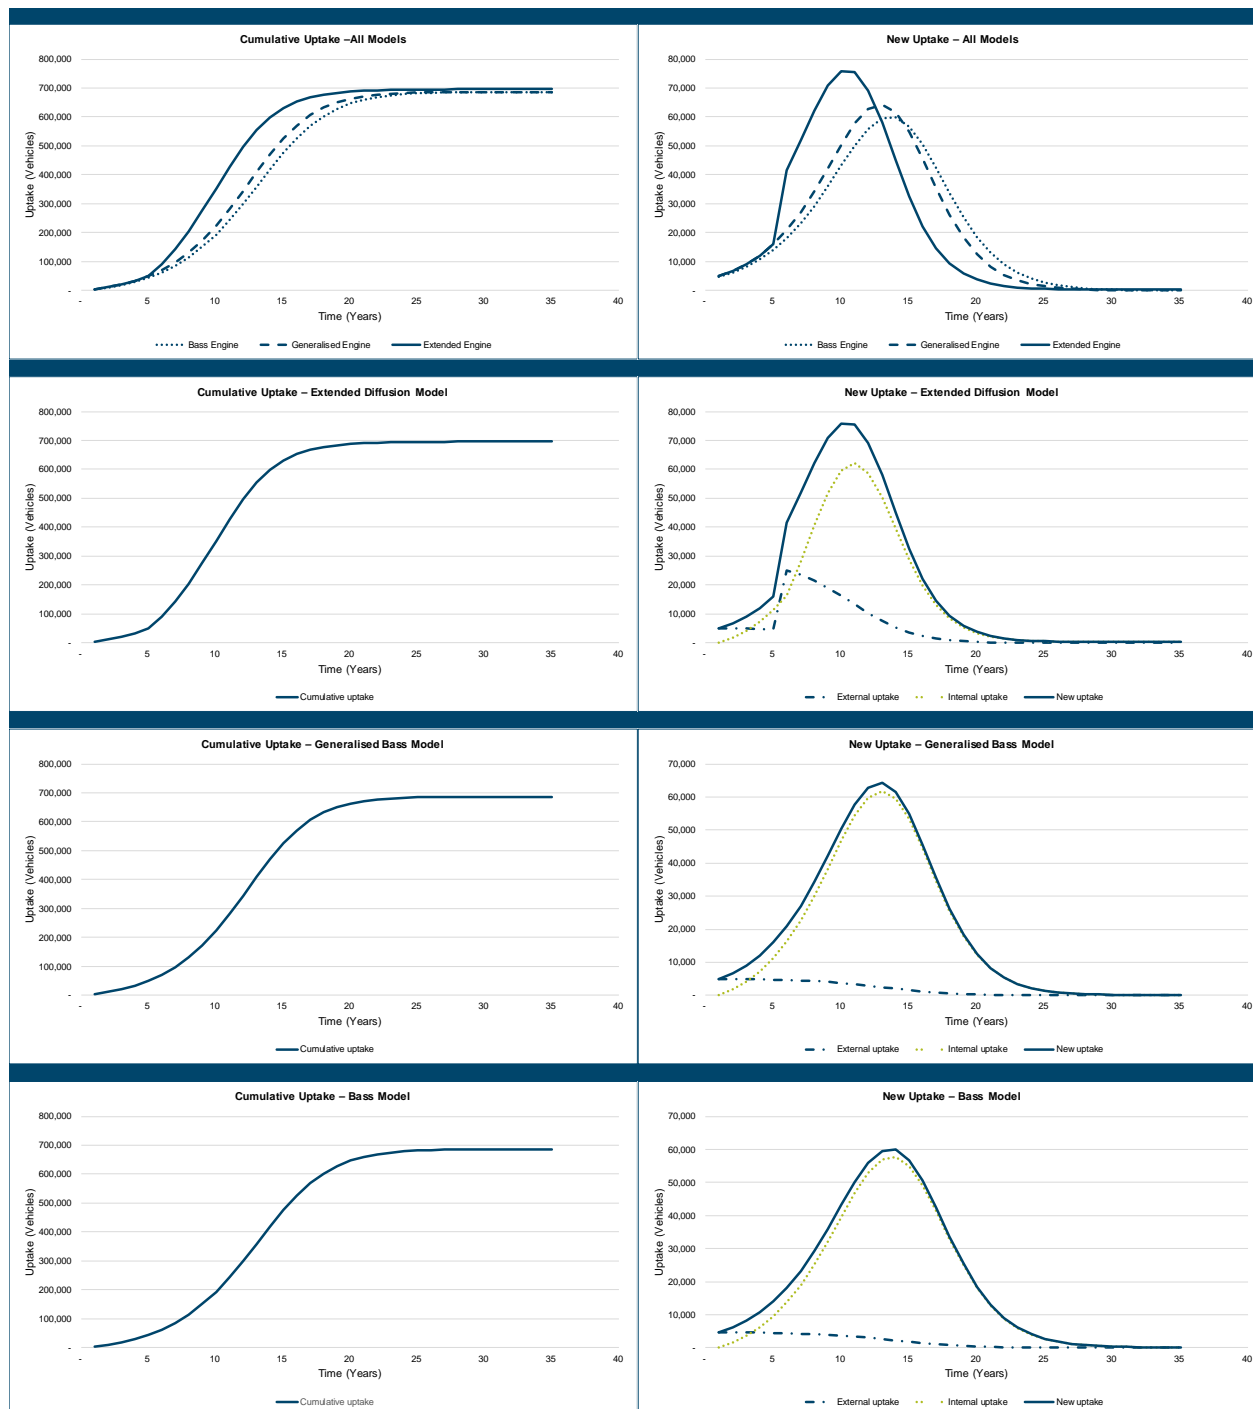 Cumulative Uptake –All Models
800,000
700,000
600,000
500,000
400,000
300,000
200,000
100,000
-
Uptake (Vehicles)
- 5 10 15 20 25 30 35 40
Time (Years)
Bass Engine Generalised Engine Extended Engine
New Uptake – All Models
80,000
70,000
60,000
50,000
40,000
30,000
20,000
10,000
-
Uptake (Vehicles)
- 5 10 15 20 25 30 35 40
Time (Years)
Bass Engine Generalised Engine Extended Engine
Cumulative Uptake – Extended Diffusion Model
800,000
700,000
600,000
500,000
400,000
300,000
200,000
100,000
-
Uptake (Vehicles)
- 5 10 15 20 25 30 35 40
Time (Years)
Cumulative uptake
New Uptake – Extended Diffusion Model
80,000
70,000
60,000
50,000
40,000
30,000
20,000
10,000
-
Uptake (Vehicles)
- 5 10 15 20 25 30 35 40
Time (Years)
External uptake Internal uptake New uptake
Cumulative Uptake – Generalised Bass Model
800,000
700,000
600,000
500,000
400,000
300,000
200,000
100,000
-
Uptake (Vehicles)
- 5 10 15 20 25 30 35 40
Time (Years)
Cumulative uptake
New Uptake – Generalised Bass Model
70,000
60,000
50,000
40,000
30,000
20,000
10,000
-
Uptake (Vehicles)
- 5 10 15 20 25 30 35 40
Time (Years)
External uptake Internal uptake New uptake
Cumulative Uptake – Bass Model
800,000
700,000
600,000
500,000
400,000
300,000
200,000
100,000
-
Uptake (Vehicles)
- 5 10 15 20 25 30 35 40
Time (Years)
Cumulative uptake
New Uptake – Bass Model
70,000
60,000
50,000
40,000
30,000
20,000
10,000
-
Uptake (Vehicles)
- 5 10 15 20 25 30 35 40
Time (Years)
External uptake Internal uptake New uptake